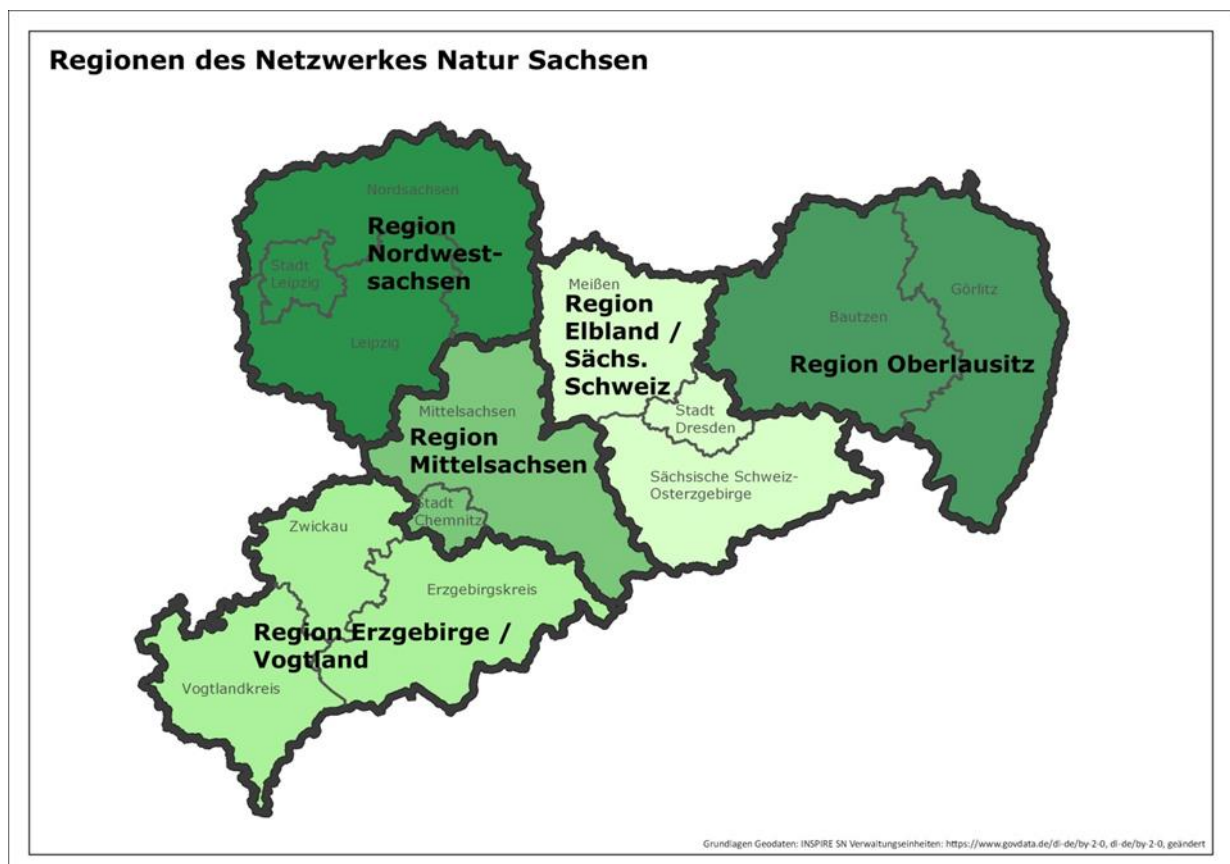 Regionen des Netzwerkes Natur Sachsen
Nordsachsen
Region
Nordwest-
sachsen
Stadt
Leipzig
Leipzig
Meißen
Region
Elbland /
Sächs.
Schweiz
Görlitz
Bautzen
Region Oberlausitz
Mittelsachsen
Region
Mittelsachsen
Stadt
Dresden
Sächsische Schweiz-
Osterzgebirge
Stadt
Chemnitz
Zwickau
Erzgebirgskreis
Region Erzgebirge /
Vogtland
Vogtlandkreis
Grundlagen Geodaten: INSPIRE SN Verwaltungseinheiten: https://www.govdata.de/dl-de/by-2-0, dl-de/by-2-0, geändert